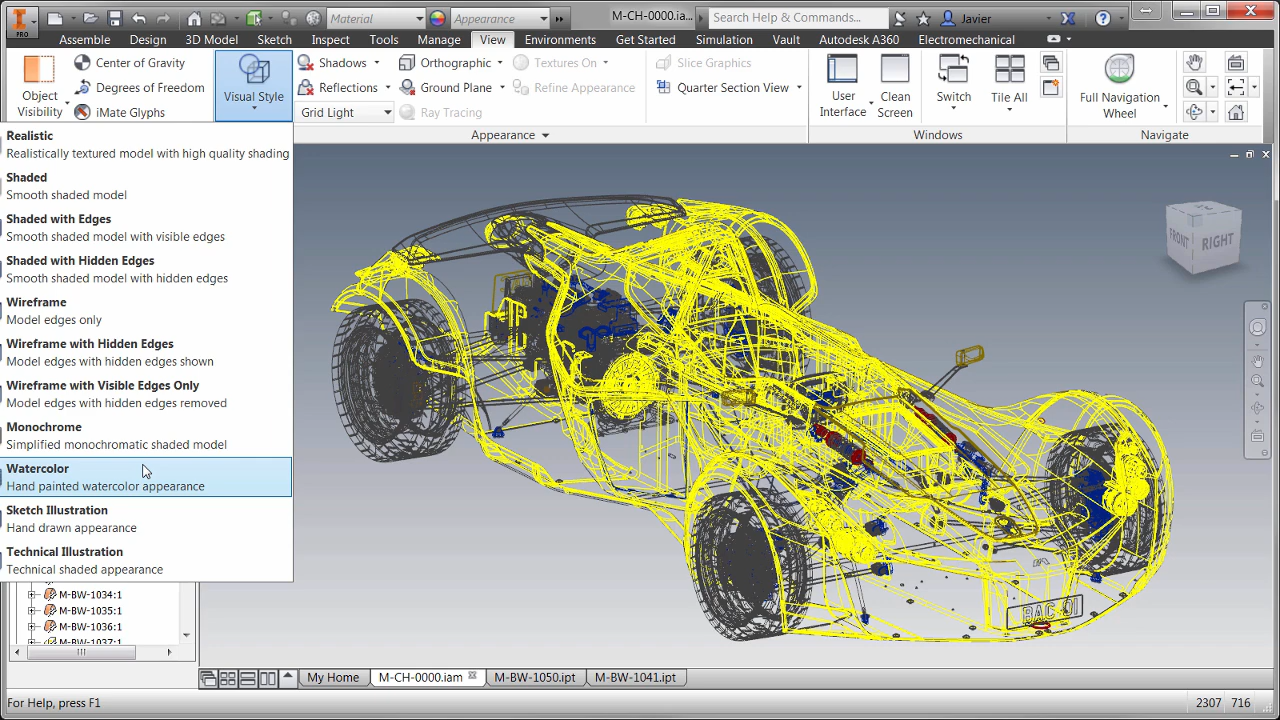 PRO
Material
Appearance
M-CH-0000.iam
Search Help & Commands...
Javier
Assemble
Design
3D Model
Sketch
Inspect
Tools
Manage
View
Environments
Get Started
Simulation
Vault
Autodesk A360
Electromechanical
Object
Visibility
Center of Gravity
Degrees of Freedom
iMate Glyphs
Visual Style
Shadows
Reflections
Grid Light
Orthographic
Ground Plane
Ray Tracing
Textures On
Refine Appearance
Slice Graphics
Quarter Section View
Appearance
User
Interface
Clean
Screen
Switch
Tile All
Windows
Full Navigation
Wheel
Navigate
Realistic
Realistically textured model with high quality shading
Shaded
Smooth shaded model
Shaded with Edges
Smooth shaded model with visible edges
Shaded with Hidden Edges
Smooth shaded model with hidden edges
Wireframe
Model edges only
Wireframe with Hidden Edges
Model edges with hidden edges shown
Wireframe with Visible Edges Only
Model edges with hidden edges removed
Monochrome
Simplified monochromatic shaded model
Watercolor
Hand painted watercolor appearance
Sketch Illustration
Hand drawn appearance
Technical Illustration
Technical shaded appearance
M-BW-1034:1
M-BW-1035:1
M-BW-1036:1
M-BW-1037:1
FRONT
RIGHT
BAC 01
My Home
M-CH-0000.iam
M-BW-1050.ipt
M-BW-1041.ipt
For Help, press F1
2307
716